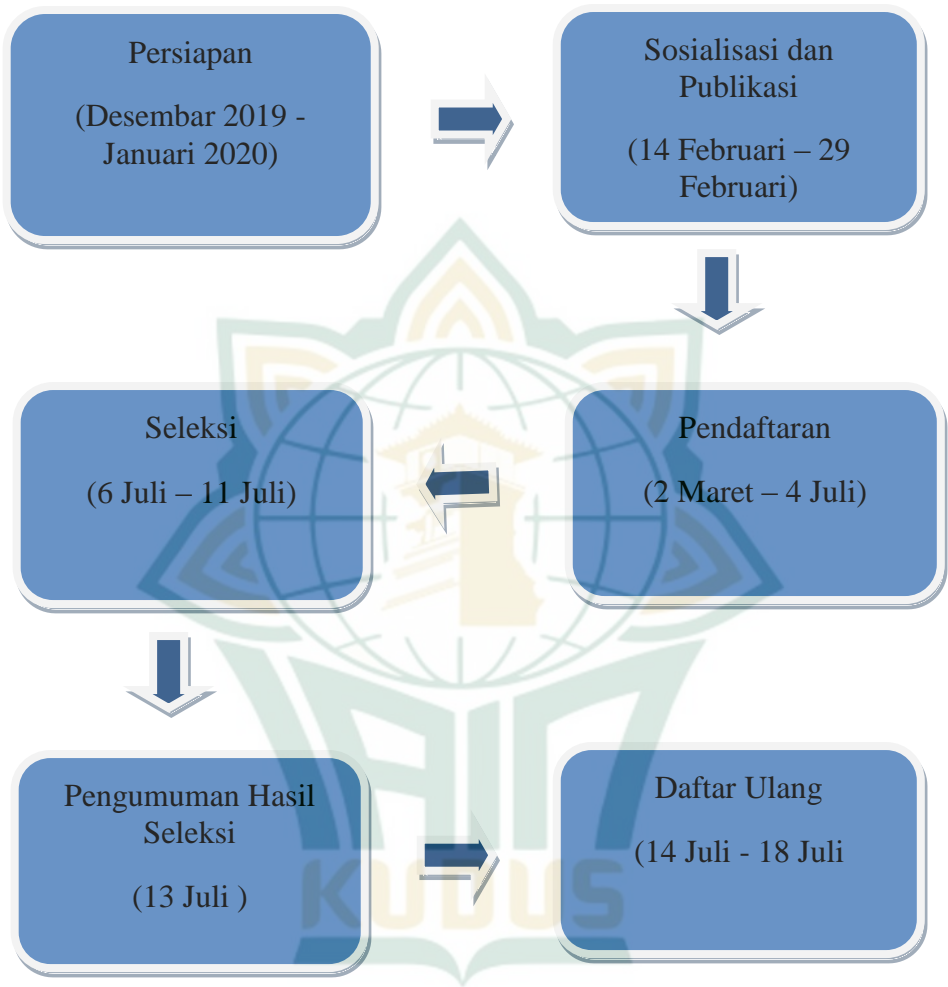 Persiapan
(Desembar 2019 -
Januari 2020)
Sosialisasi dan
Publikasi
(14 Februari – 29
Februari)
Pendaftaran
(2 Maret – 4 Juli)
Seleksi
(6 Juli – 11 Juli)
Pengumuman Hasil
Seleksi
(13 Juli )
Daftar Ulang
(14 Juli - 18 Juli
IAIN
KUDUS